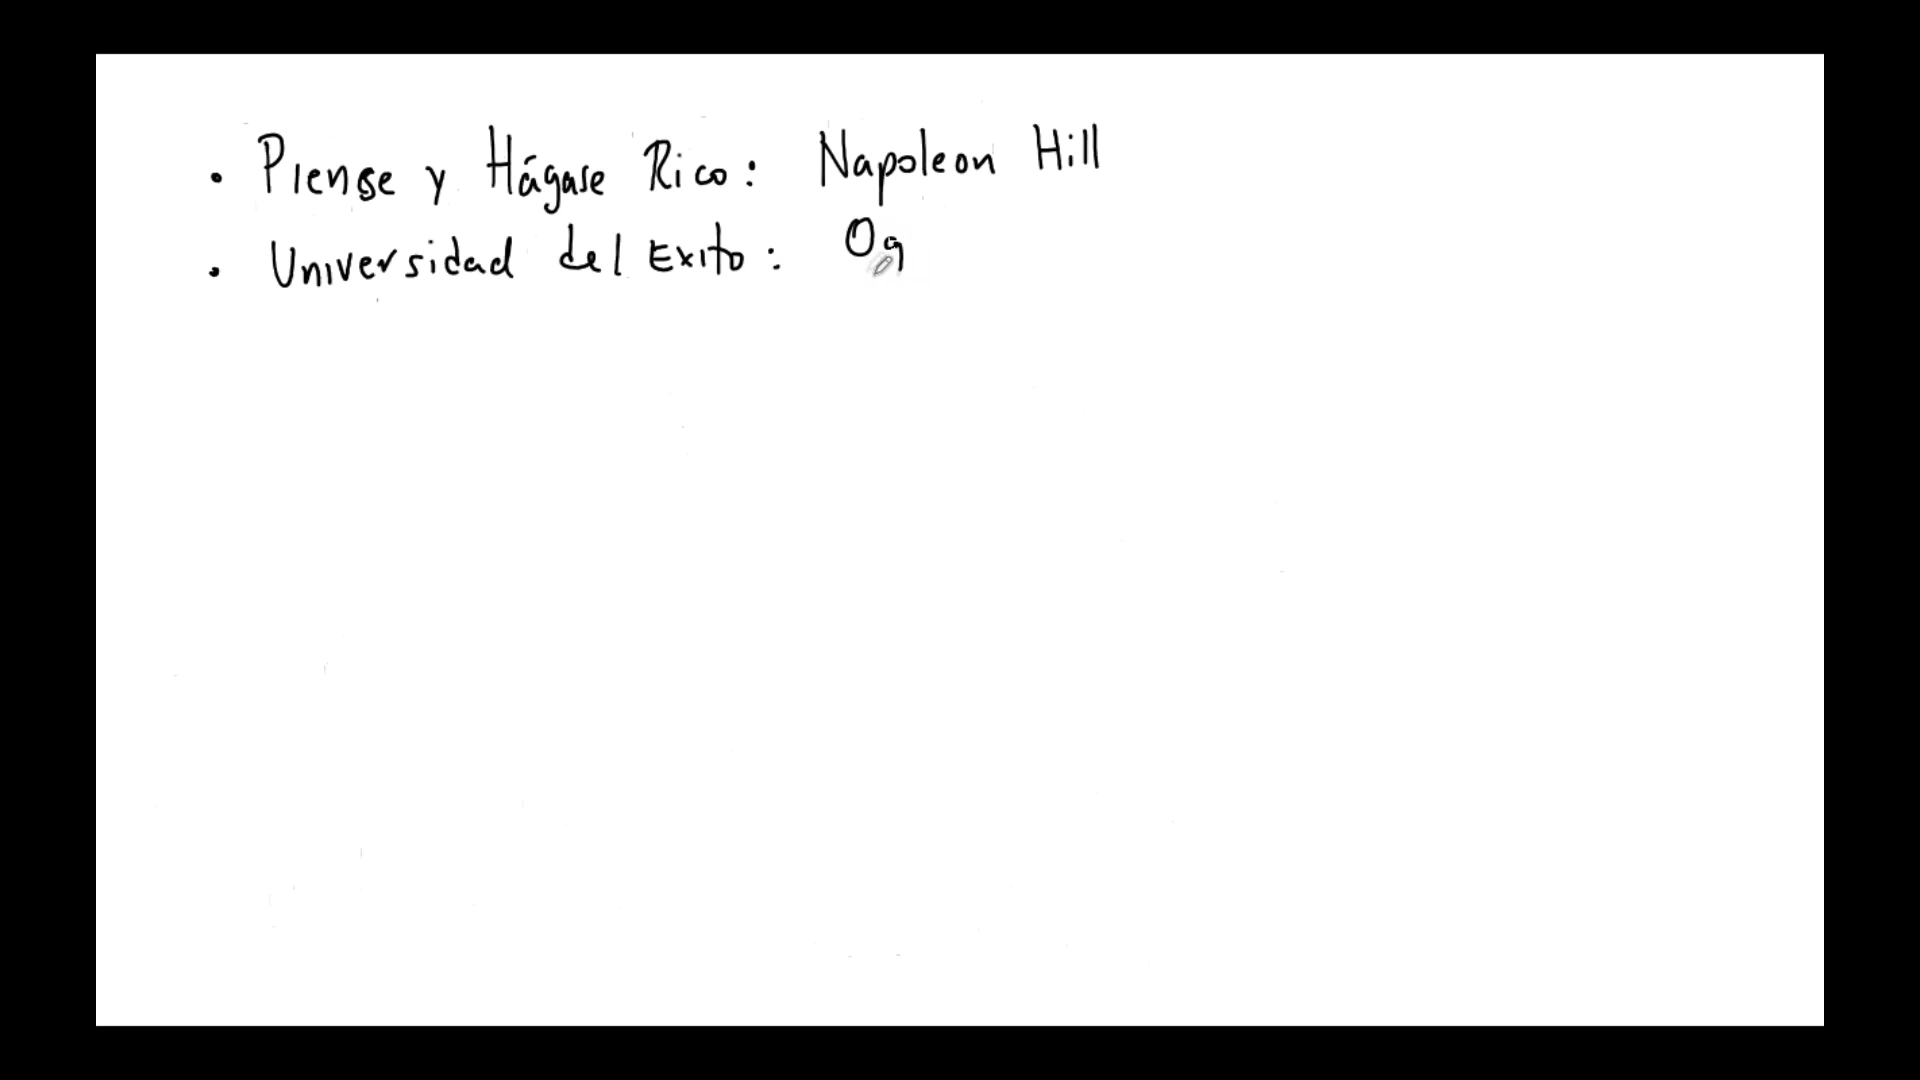 • Piense y Hágase Rico: Napoleon Hill
• Universidad del Exito: Og